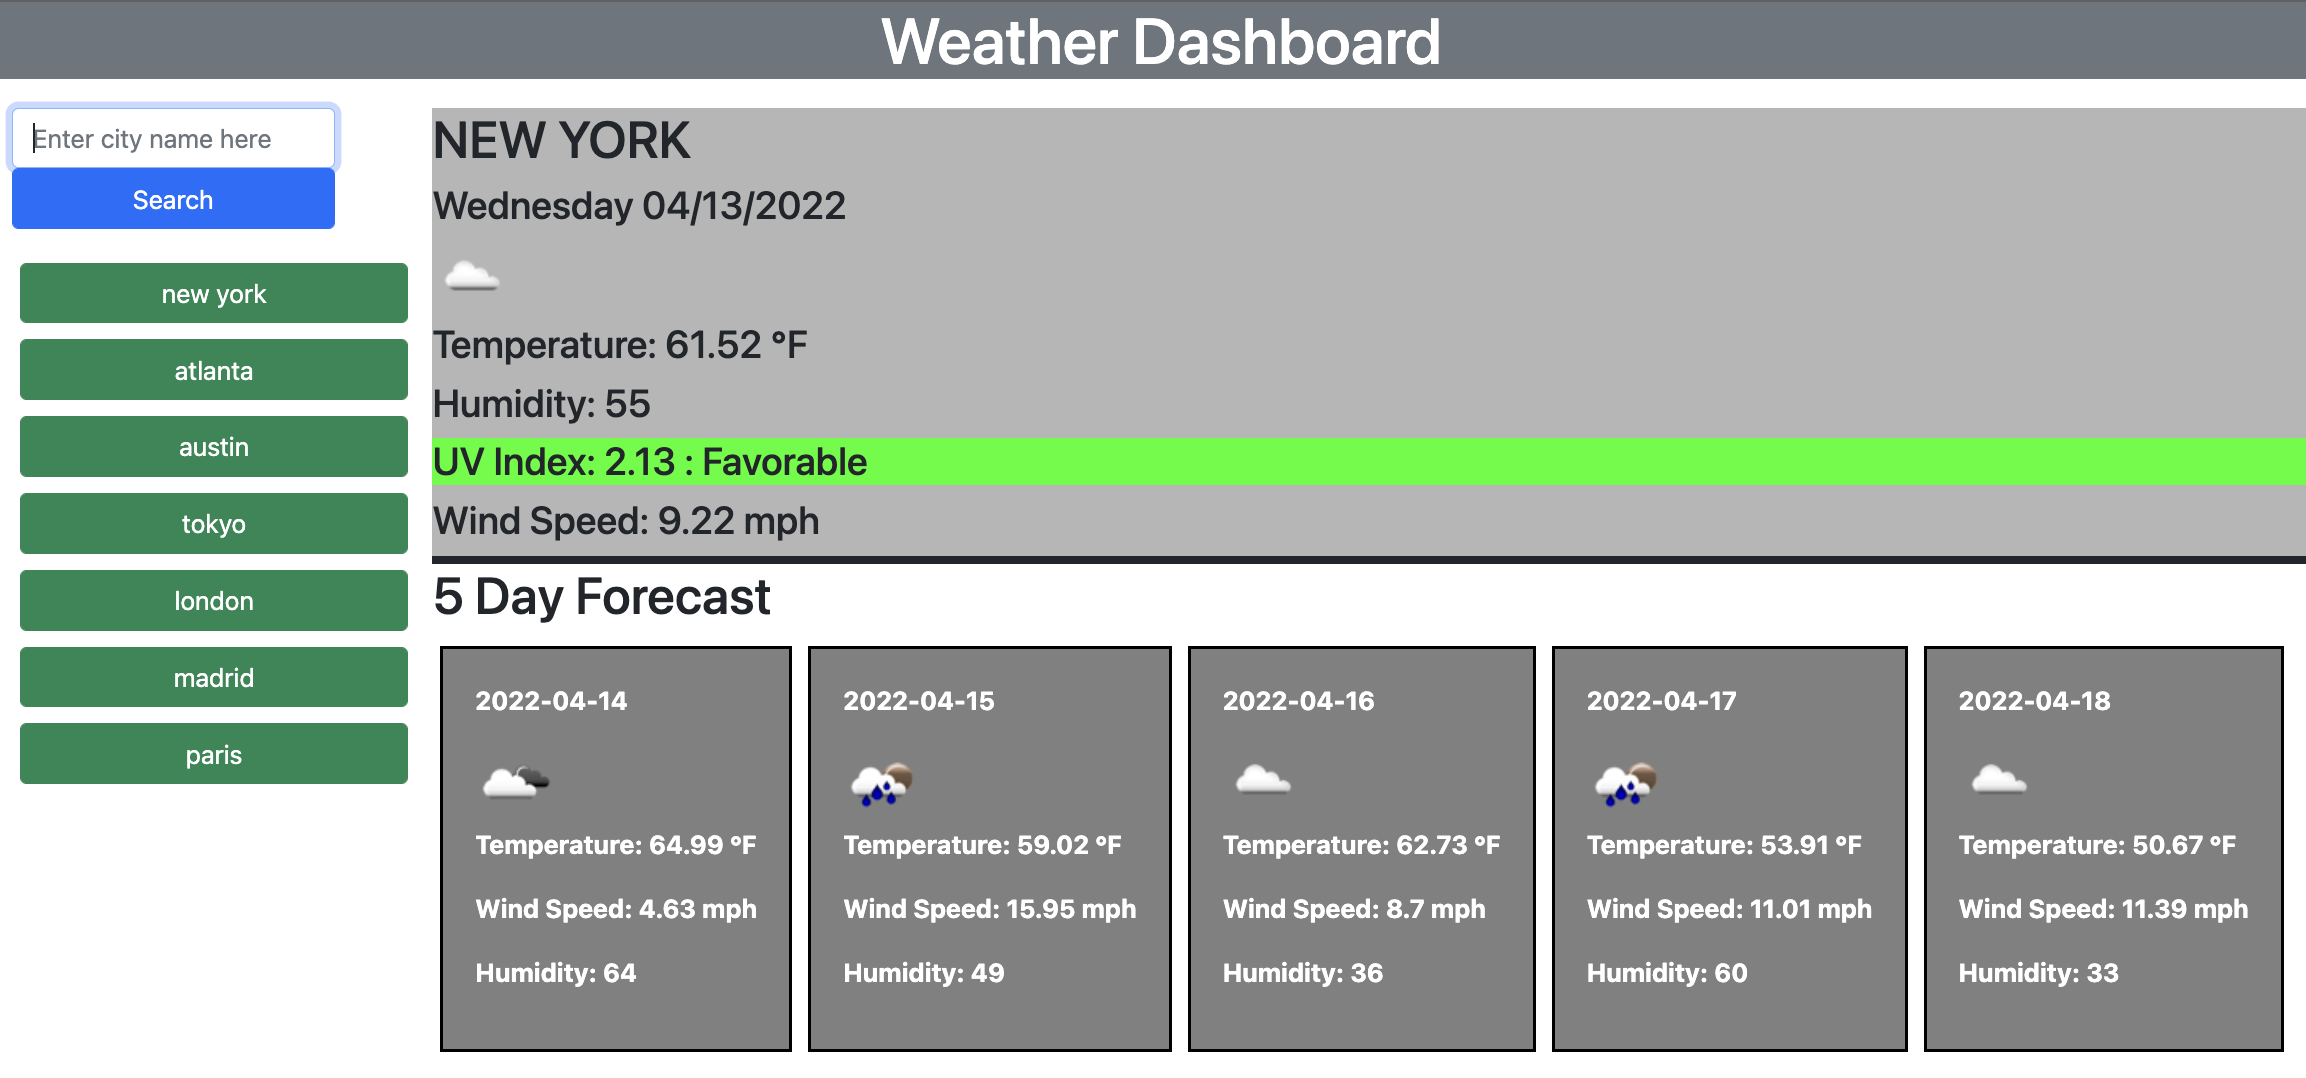 Weather Dashboard
Enter city name here
Search
new york
atlanta
austin
tokyo
london
madrid
paris
NEW YORK
Wednesday 04/13/2022
Temperature: 61.52 °F
Humidity: 55
UV Index: 2.13 : Favorable
Wind Speed: 9.22 mph
5 Day Forecast
2022-04-14
Temperature: 64.99 °F
Wind Speed: 4.63 mph
Humidity: 64
2022-04-15
Temperature: 59.02 °F
Wind Speed: 15.95 mph
Humidity: 49
2022-04-16
Temperature: 62.73 °F
Wind Speed: 8.7 mph
Humidity: 36
2022-04-17
Temperature: 53.91 °F
Wind Speed: 11.01 mph
Humidity: 60
2022-04-18
Temperature: 50.67 °F
Wind Speed: 11.39 mph
Humidity: 33